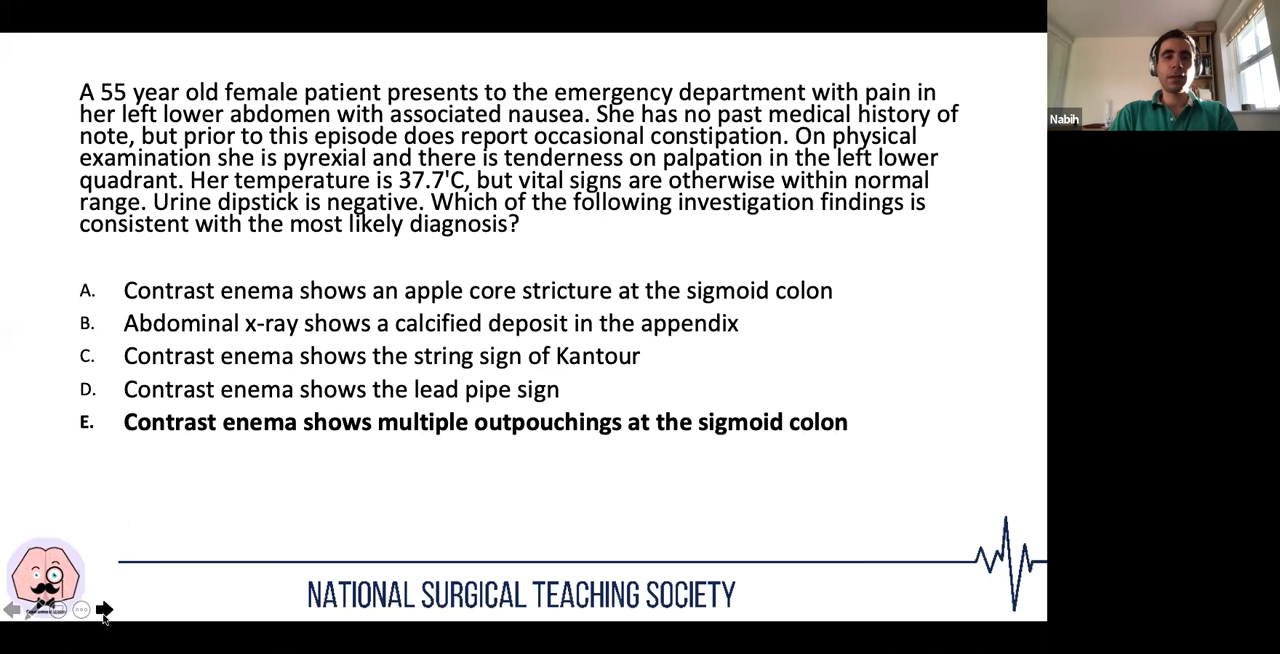 A 55 year old female patient presents to the emergency department with pain in
her left lower abdomen with associated nausea. She has no past medical history of
note, but prior to this episode does report occasional constipation. On physical
examination she is pyrexial and there is tenderness on palpation in the left lower
quadrant. Her temperature is 37.7'C, but vital signs are otherwise within normal
range. Urine dipstick is negative. Which of the following investigation findings is
consistent with the most likely diagnosis?
A. Contrast enema shows an apple core stricture at the sigmoid colon
B. Abdominal x-ray shows a calcified deposit in the appendix
C. Contrast enema shows the string sign of Kantour
D. Contrast enema shows the lead pipe sign
E. Contrast enema shows multiple outpouchings at the sigmoid colon
NATIONAL SURGICAL TEACHING SOCIETY
Nabih